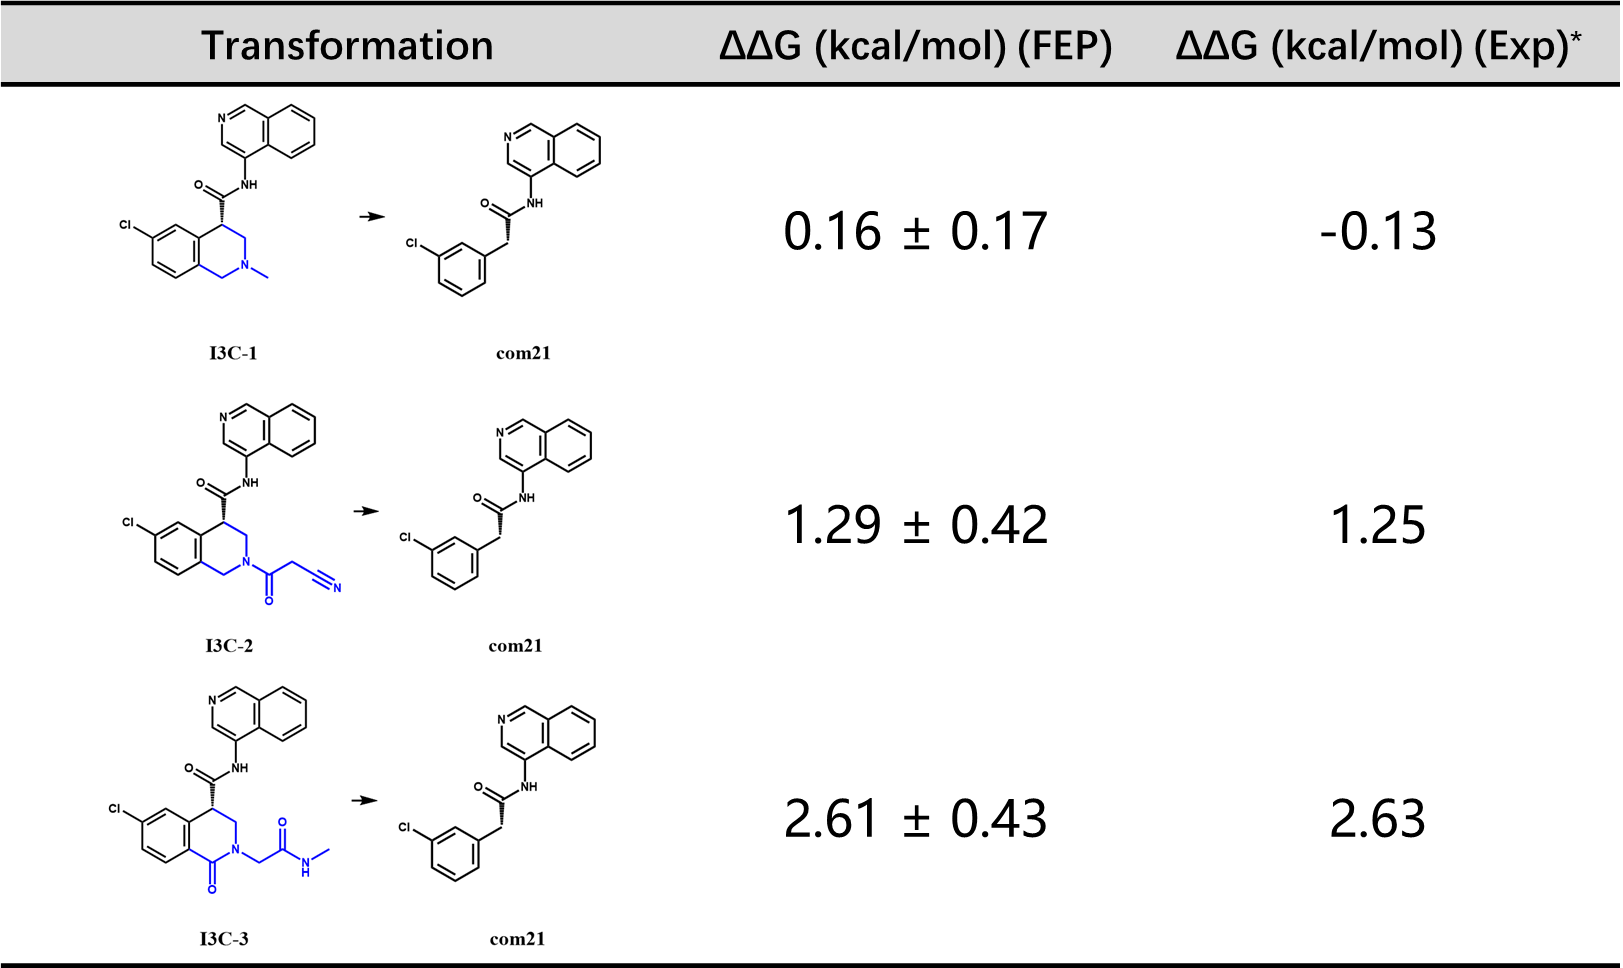 Transformation ΔΔG (kcal/mol) (FEP) ΔΔG (kcal/mol) (Exp)*
N
N
O NH
O NH
Cl
Cl
N
0.16 ± 0.17 -0.13
I3C-1 com21
N
N
O NH
O NH
Cl
Cl
N
O
N
1.29 ± 0.42 1.25
I3C-2 com21
N
N
O NH
O NH
Cl
Cl
O
N
N
H
O
2.61 ± 0.43 2.63
I3C-3 com21